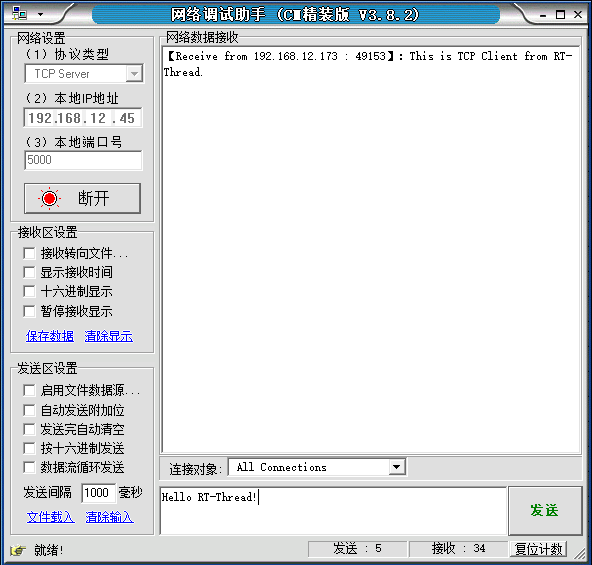 网络调试助手 (C■精装版 V3.8.2)
网络设置
(1) 协议类型
TCP Server
(2) 本地IP地址
192.168.12.45
(3) 本地端口号
5000
断开
接收区设置
接收转向文件...
显示接收时间
十六进制显示
暂停接收显示
保存数据 清除显示
发送区设置
启用文件数据源...
自动发送附加位
发送完自动清空
按十六进制发送
数据流循环发送
发送间隔 1000 毫秒
文件载入 清除输入
网络数据接收
【Receive from 192.168.12.173 : 49153】: This is TCP Client from RT-
Thread.
连接对象: All Connections
Hello RT-Thread!
发送
就绪!
发送 : 5
接收 : 34
复位计数